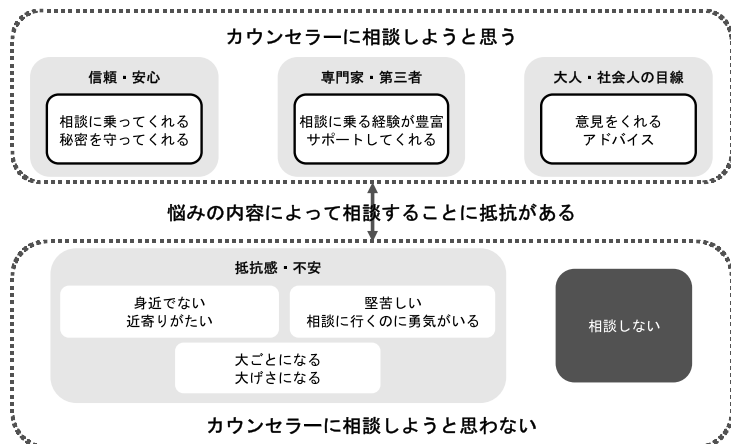 カウンセラーに相談しようと思う
信頼・安心
相談に乗ってくれる
秘密を守ってくれる
専門家・第三者
相談に乗る経験が豊富
サポートしてくれる
大人・社会人の目線
意見をくれる
アドバイス
悩みの内容によって相談することに抵抗がある
抵抗感・不安
身近でない
近寄りがたい
堅苦しい
相談に行くのに勇気がいる
大ごとになる
大げさになる
相談しない
カウンセラーに相談しようと思わない